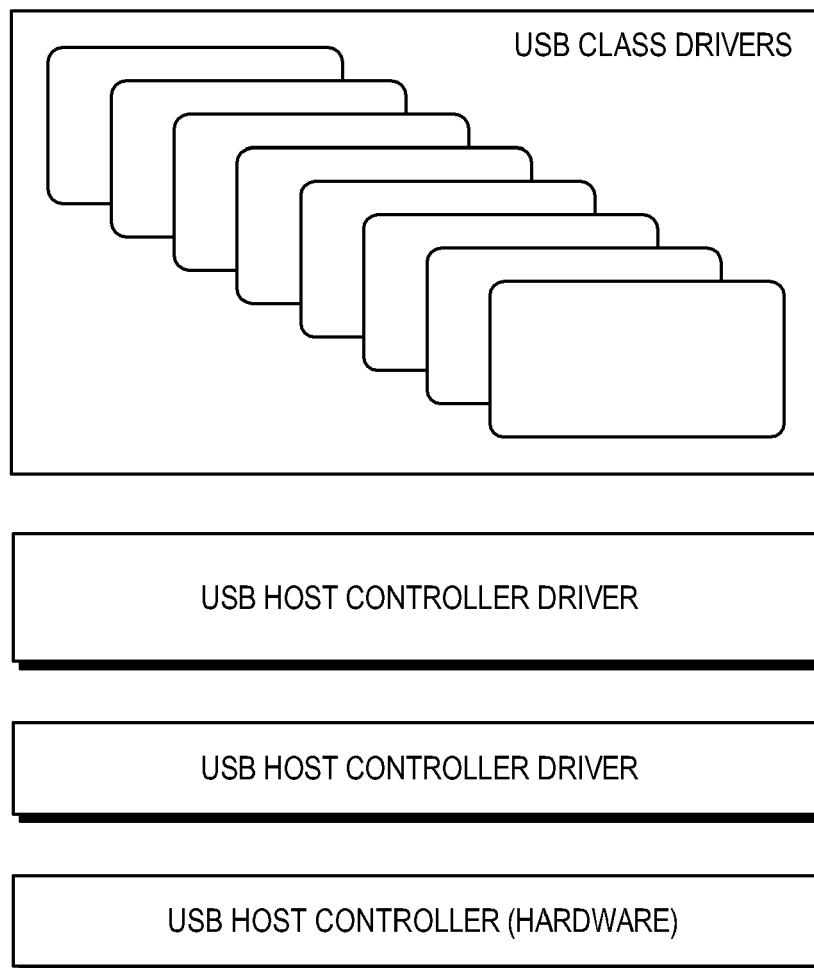 USB CLASS DRIVERS
USB HOST CONTROLLER DRIVER
USB HOST CONTROLLER DRIVER
USB HOST CONTROLLER (HARDWARE)